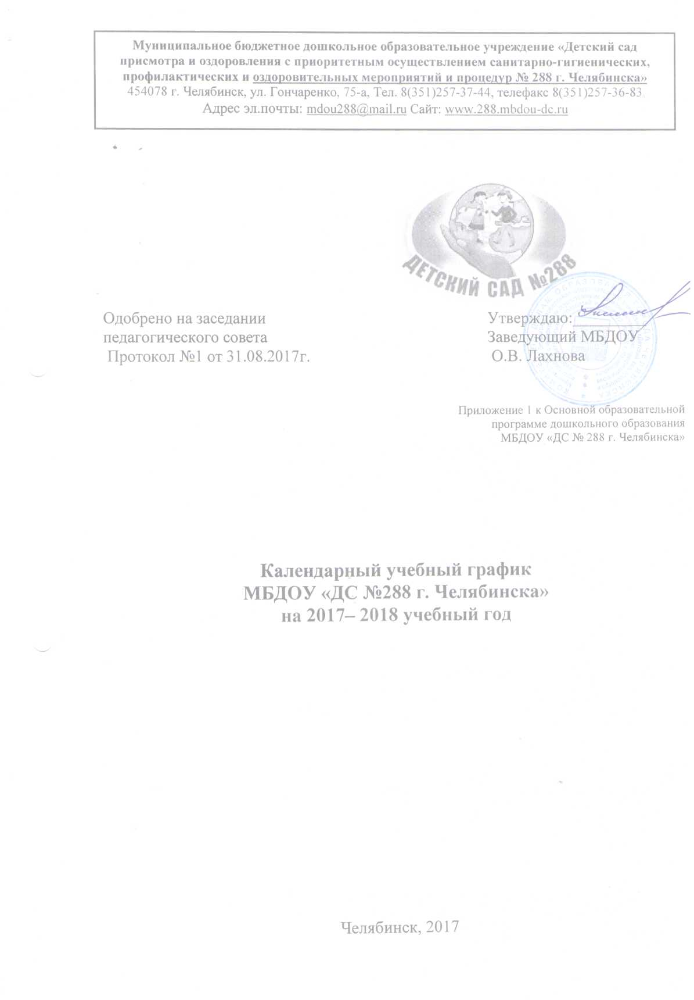 Муниципальное бюджетное дошкольное образовательное учреждение «Детский сад
присмотра и оздоровления с приоритетным осуществлением санитарно-гигиенических,
профилактических и оздоровительных мероприятий и процедур № 288 г. Челябинска»
454078 г. Челябинск, ул. Гончаренко, 75-а, Тел. 8(351)257-37-44, телефакс 8(351)257-36-83.
Адрес эл.почты: mdou288@mail.ru Сайт: www.288.mbdou-dc.ru
ДЕТСКИЙ САД №288
Одобрено на заседании
педагогического совета
Протокол №1 от 31.08.2017г.
Утверждаю:
Заведующий МБДОУ
О.В. Лахнова
Приложение 1 к Основной образовательной
программе дошкольного образования
МБДОУ «ДС № 288 г. Челябинска»
Календарный учебный график
МБДОУ «ДС №288 г. Челябинска»
на 2017– 2018 учебный год
Челябинск, 2017